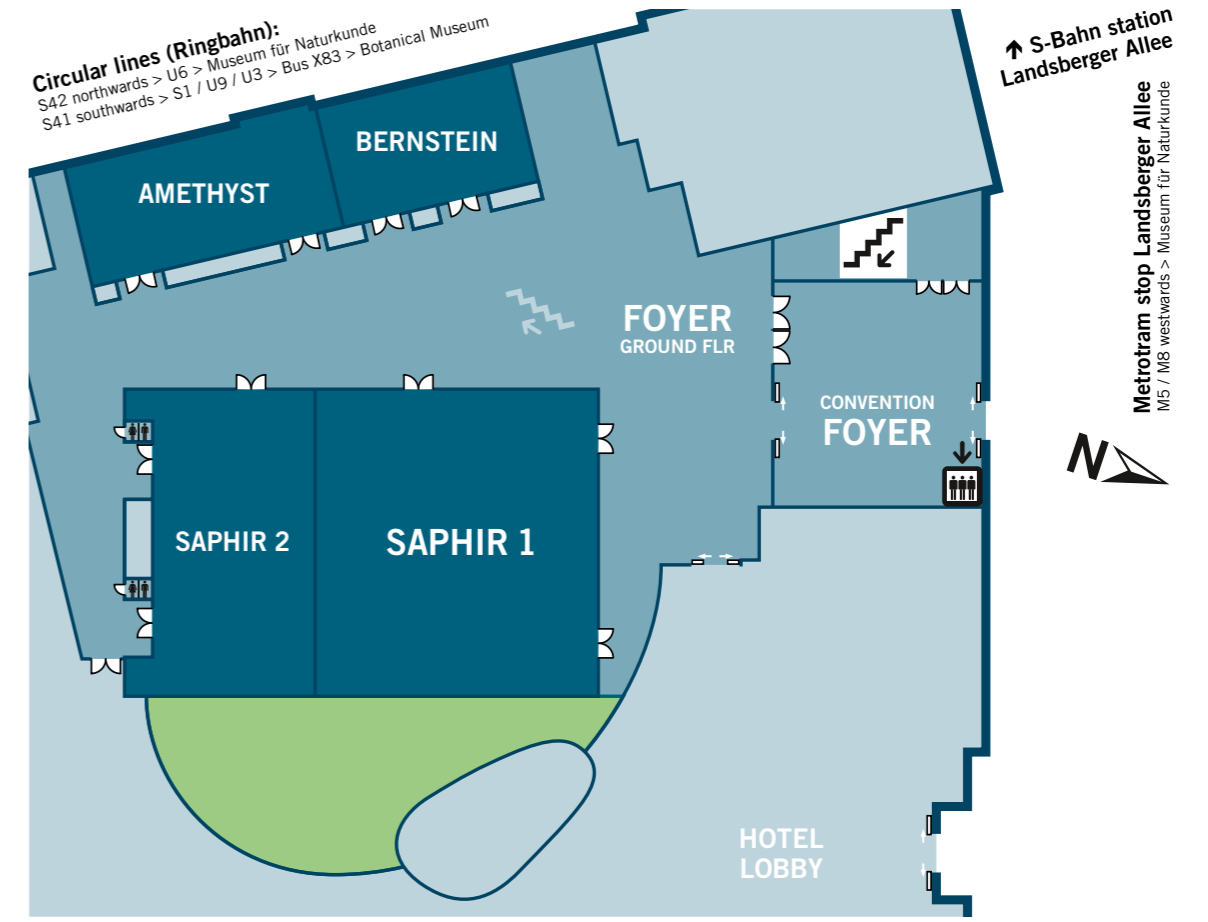 Circular lines (Ringbahn):
S42 northwards > U6 > Museum für Naturkunde
S41 southwards > S1 / U9 / U3 > Bus X83 > Botanical Museum
S-Bahn station
Landsberger Allee
Metrotram stop Landsberger Allee
M5 / M8 westwards > Museum für Naturkunde
BERNSTEIN
AMETHYST
FOYER
GROUND FLR
CONVENTION
FOYER
N
SAPHIR 2
SAPHIR 1
HOTEL
LOBBY